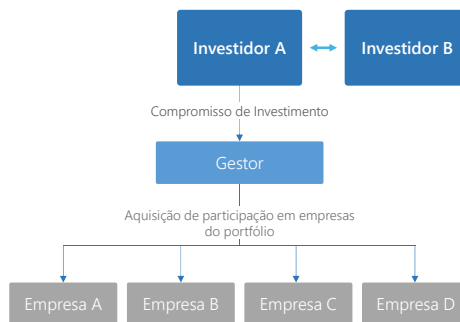 Investidor A
Investidor B
Compromisso de Investimento
Gestor
Aquisição de participação em empresas
do portfólio
Empresa A
Empresa B
Empresa C
Empresa D